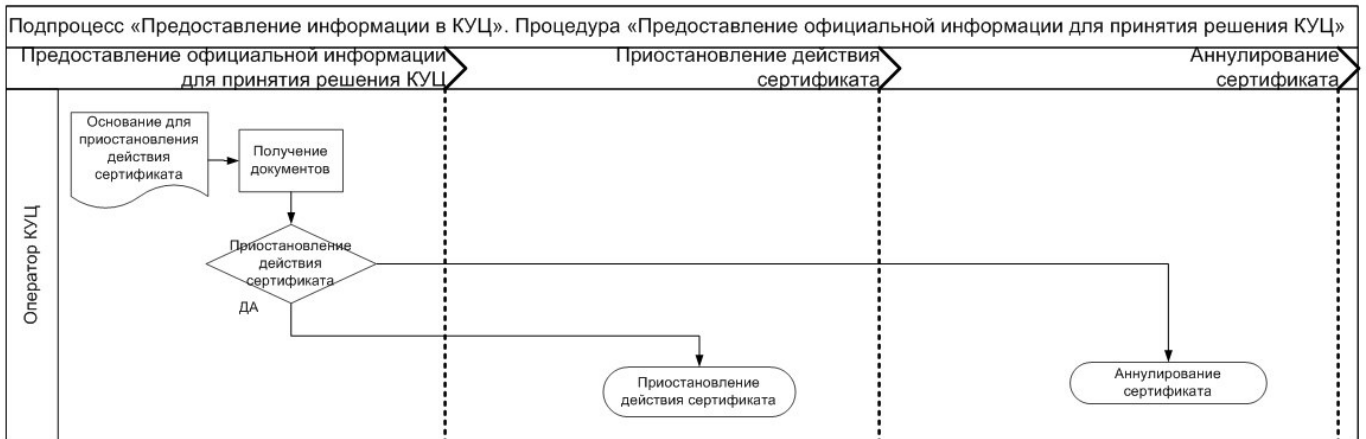 Подпроцесс «Предоставление информации в КУЦ». Процедура «Предоставление официальной информации для принятия решения КУЦ»
Предоставление официальной информации
для принятия решения КУЦ
Приостановление действия
сертификата
Аннулирование
сертификата
Оператор КУЦ
Основание для
приостановления
действия
сертификата
Получение
документов
Приостановление
действия
сертификата
ДА
Приостановление
действия сертификата
Аннулирование
сертификата